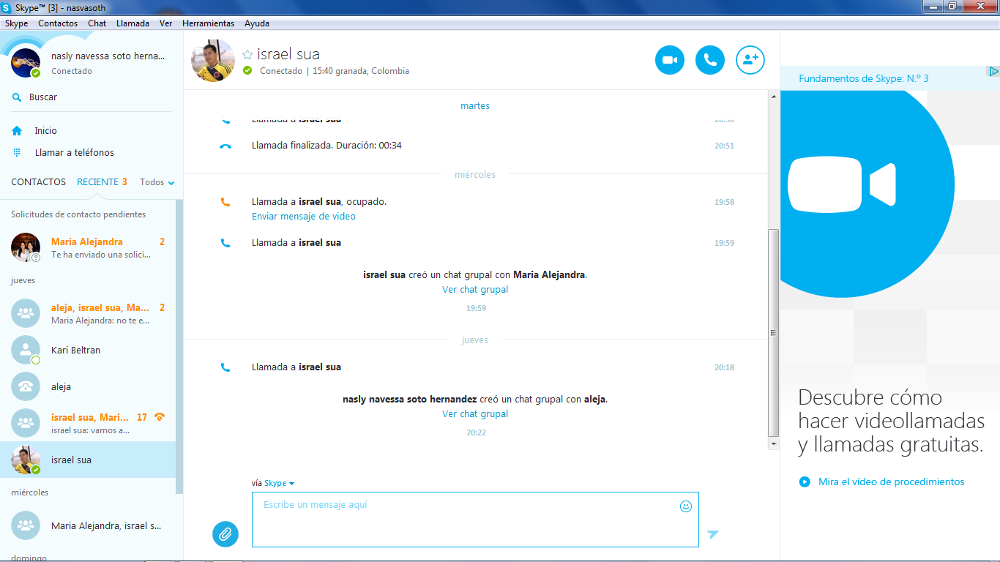 Skype™ [3] - nasvasoth
Skype Contactos Chat Llamada Ver Herramientas Ayuda
nasly navessa soto herna...
Conectado
Buscar
Inicio
Llamar a teléfonos
CONTACTOS RECIENTE 3 Todos
Solicitudes de contacto pendientes
Maria Alejandra 2
Te ha enviado una solici...
jueves
aleja, israel sua, Ma... 2
Maria Alejandra: no te e...
Kari Beltran
aleja
israel sua, Mari... 17
israel sua: vamos a...
israel sua
miércoles
Maria Alejandra, israel s...
domingo
israel sua
Conectado | 15:40 granada, Colombia
martes
Llamada a israel sua
Llamada finalizada. Duración: 00:34 20:51
miércoles
Llamada a israel sua, ocupado. 19:58
Enviar mensaje de video
Llamada a israel sua 19:59
israel sua creó un chat grupal con Maria Alejandra.
Ver chat grupal
19:59
jueves
Llamada a israel sua 20:18
nasly navessa soto hernandez creó un chat grupal con aleja.
Ver chat grupal
20:22
vía Skype
Escribe un mensaje aquí
Fundamentos de Skype: N.º 3
Descubre cómo
hacer videollamadas
y llamadas gratuitas.
Mira el vídeo de procedimientos